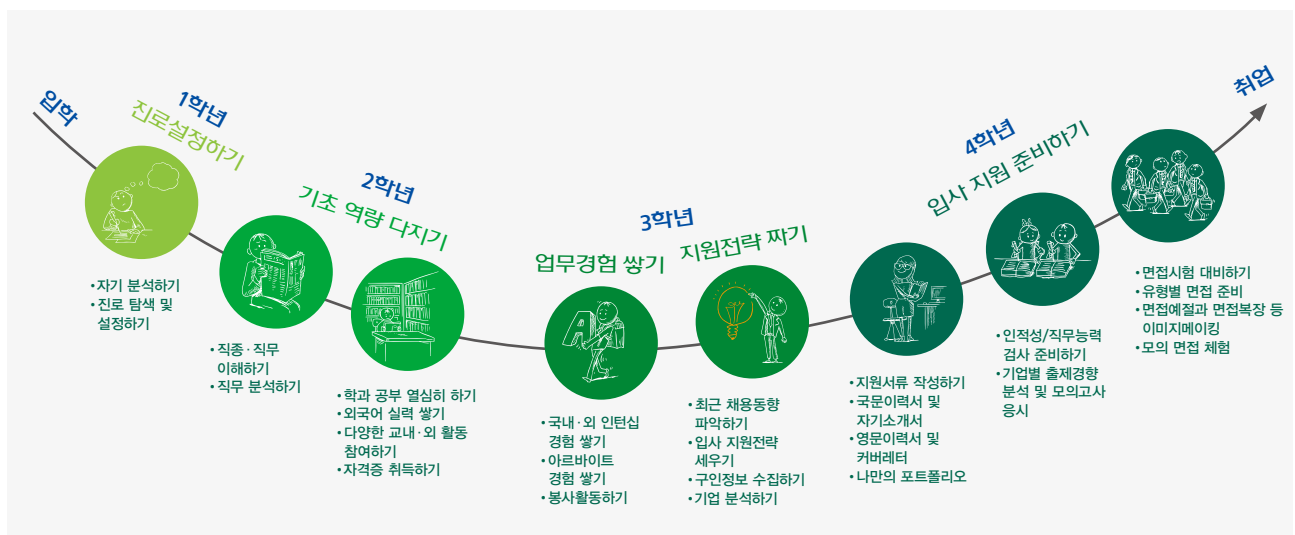 입학
1학년
진로설정하기
•자기 분석하기
•진로 탐색 및
설정하기
2학년
기초 역량 다지기
•직종·직무
이해하기
•직무 분석하기
•학과 공부 열심히 하기
•외국어 실력 쌓기
•다양한 교내·외 활동
참여하기
•자격증 취득하기
3학년
업무경험 쌓기
•국내·외 인턴십
경험 쌓기
•아르바이트
경험 쌓기
•봉사활동하기
지원전략 짜기
•최근 채용동향
파악하기
•입사 지원전략
세우기
•구인정보 수집하기
•기업 분석하기
4학년
입사 지원 준비하기
•지원서류 작성하기
•국문이력서 및
자기소개서
•영문이력서 및
커버레터
•나만의 포트폴리오
•인적성/직무능력
검사 준비하기
•기업별 출제경향
분석 및 모의고사
응시
•면접시험 대비하기
•유형별 면접 준비
•면접예절과 면접복장 등
이미지메이킹
•모의 면접 체험
취업
A